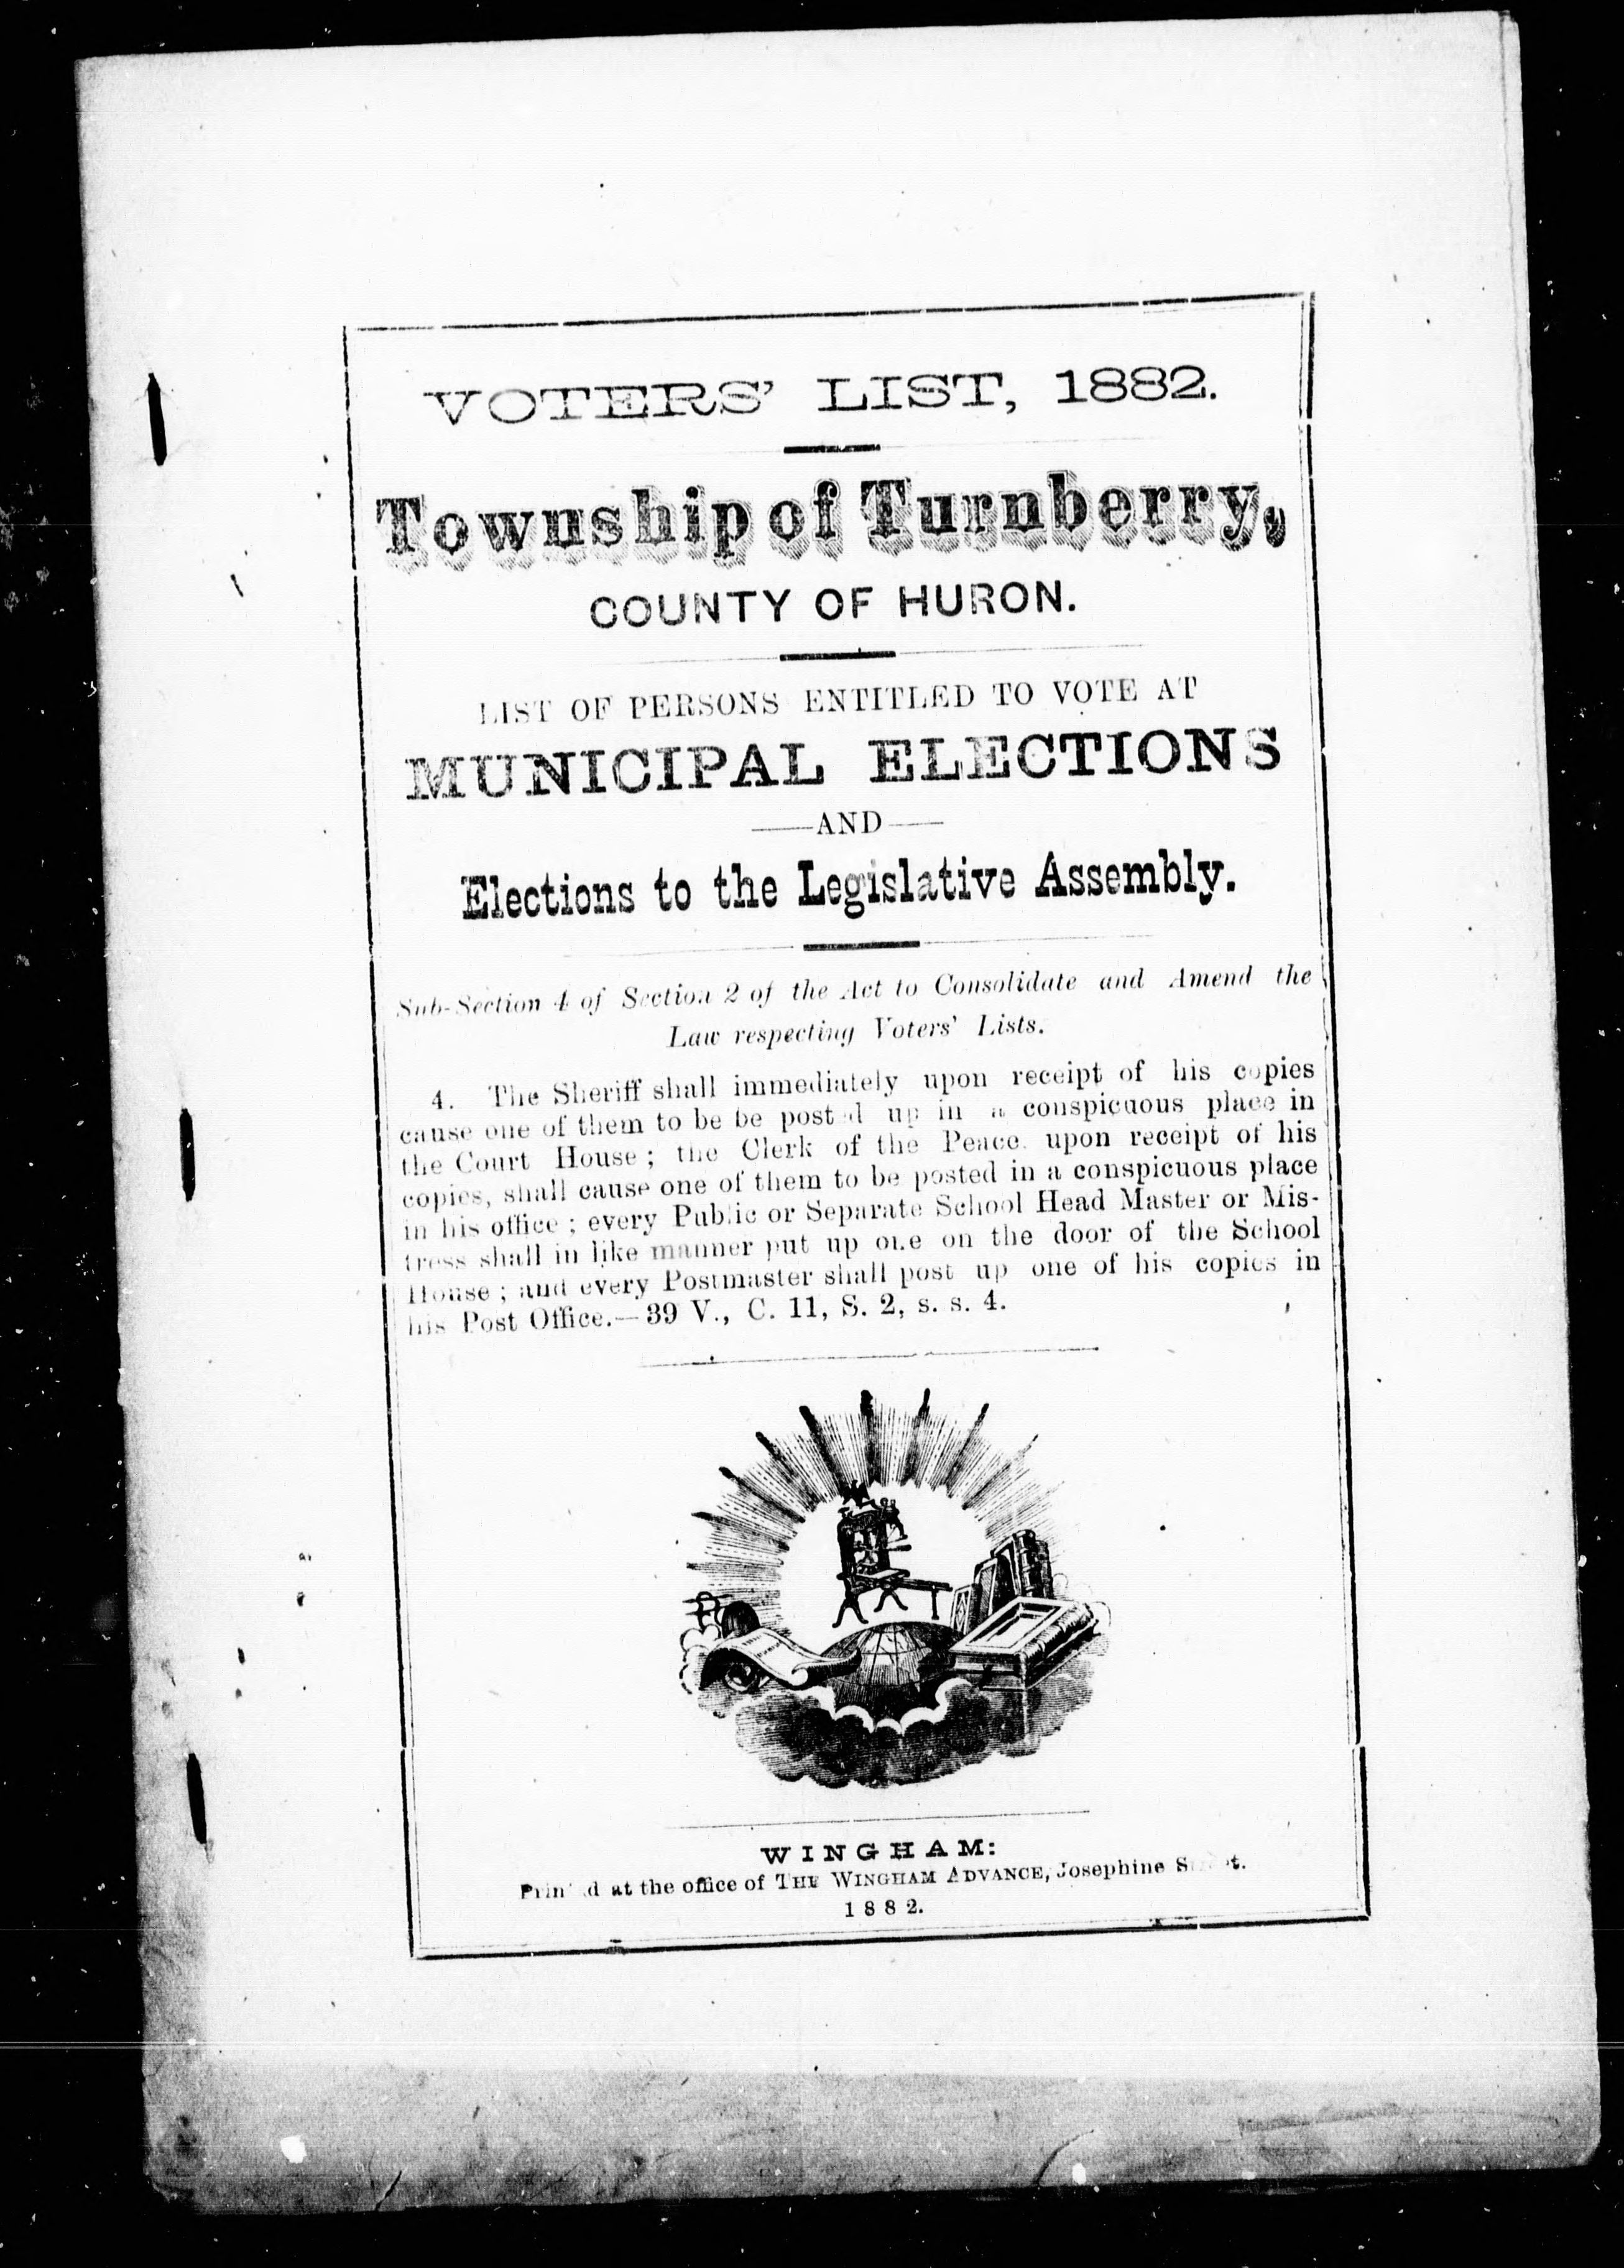 VOTERS' LIST, 1882.
Township of Turnberry,
COUNTY OF HURON.
LIST OF PERSONS ENTITLED TO VOTE AT
MUNICIPAL ELECTIONS
—AND—
Elections to the Legislative Assembly.
Sub-Section 4 of Section 2 of the Act to Consolidate and Amend the
Law respecting Voters' Lists.
4. The Sheriff shall immediately upon receipt of his copies
cause one of them to be be posted up in a conspicuous place in
the Court House; the Clerk of the Peace, upon receipt of his
copies, shall cause one of them to be posted in a conspicuous place
in his office; every Public or Separate School Head Master or Mis-
tress shall in like manner put up one on the door of the School
House; and every Postmaster shall post up one of his copies in
his Post Office.—39 V., C. 11, S. 2, s. s. 4.
WINGHAM:
Printed at the office of THE WINGHAM ADVANCE, Josephine Street.
1882.